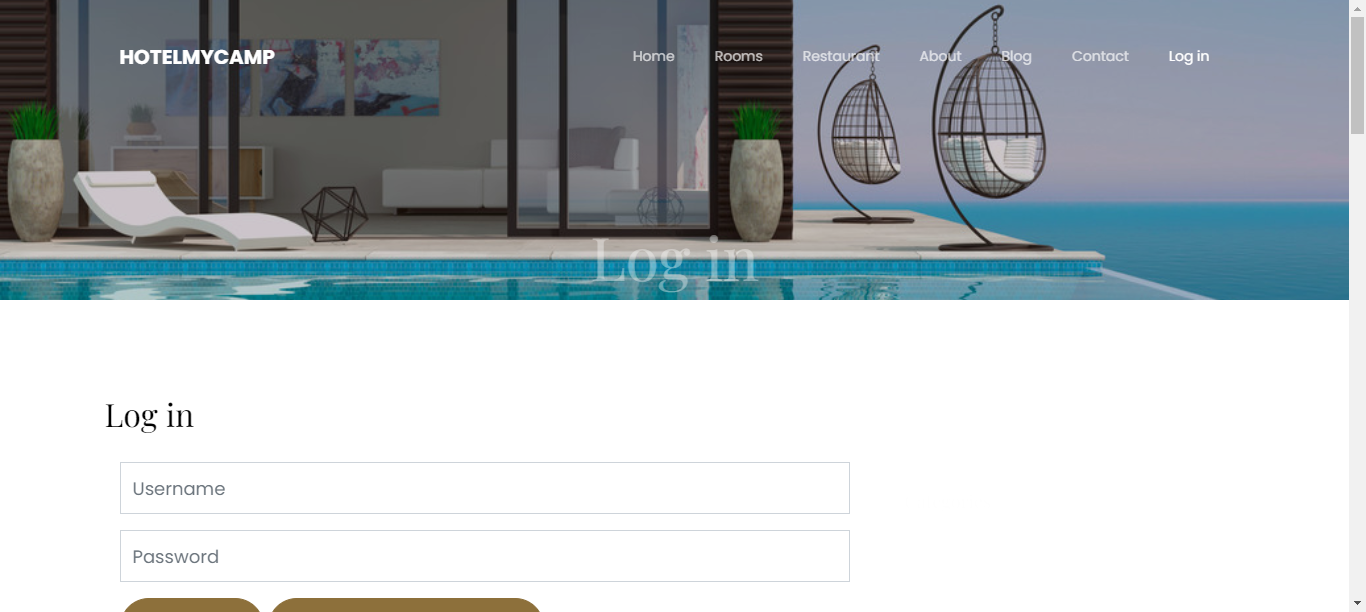 HOTELMYCAMP
Home Rooms Restaurant About Blog Contact Log in
Log in
Log in
Username
Password